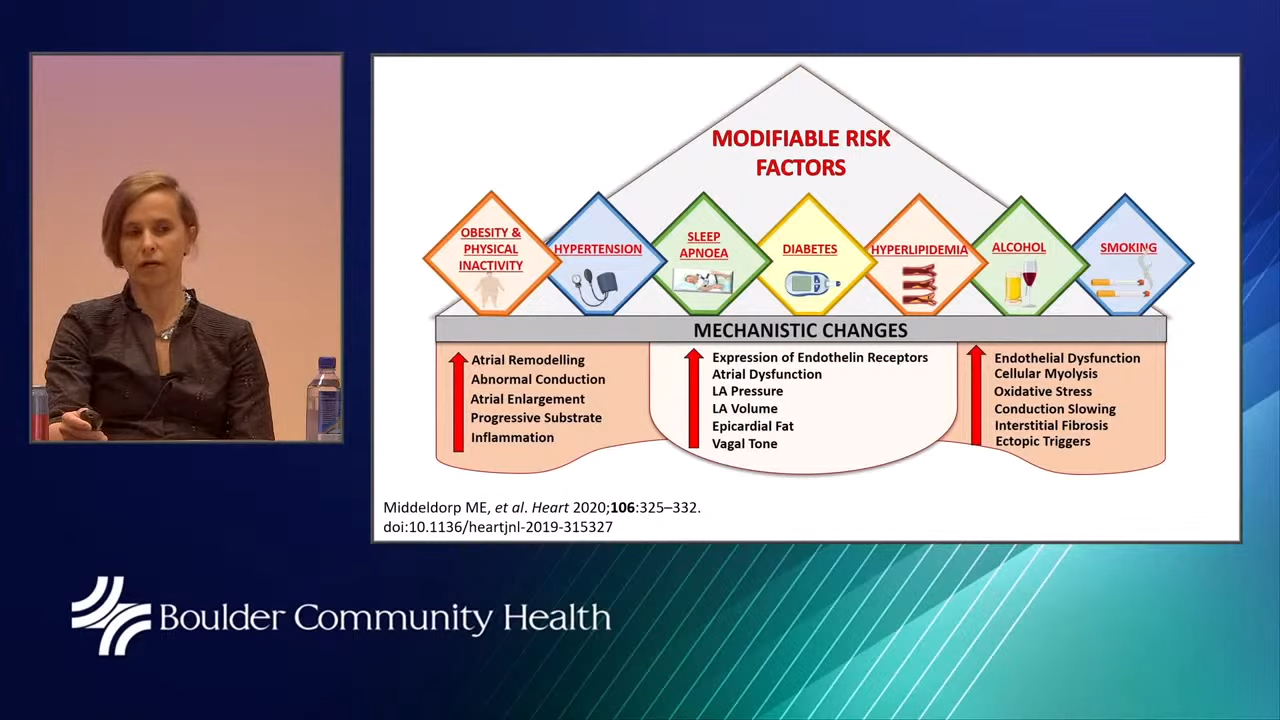 MODIFIABLE RISK
FACTORS
OBESITY &
PHYSICAL
INACTIVITY
HYPERTENSION
SLEEP
APNOEA
DIABETES
HYPERLIPIDEMIA
ALCOHOL
SMOKING
MECHANISTIC CHANGES
Atrial Remodelling
Abnormal Conduction
Atrial Enlargement
Progressive Substrate
Inflammation
Expression of Endothelin Receptors
Atrial Dysfunction
LA Pressure
LA Volume
Epicardial Fat
Vagal Tone
Endothelial Dysfunction
Cellular Myolysis
Oxidative Stress
Conduction Slowing
Interstitial Fibrosis
Ectopic Triggers
Middeldorp ME, et al. Heart 2020;106:325–332.
doi:10.1136/heartjnl-2019-315327
Boulder Community Health